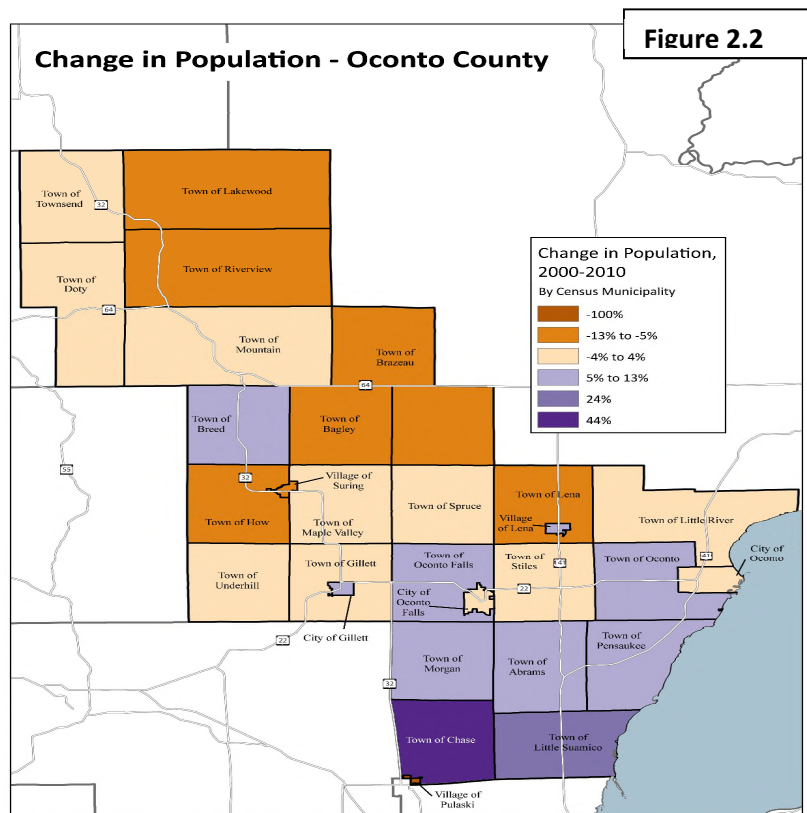 Figure 2.2
Change in Population - Oconto County
Town of
Townsend
32
Town of Lakewood
Town of Riverview
Town of
Doty
64
Town of
Mountain
Town of
Brazeau
64
Change in Population,
2000-2010
By Census Municipality
-100%
-13% to -5%
-4% to 4%
5% to 13%
24%
44%
Town of
Breed
Town of
Bagley
55
32
Village of
Suring
Town of How
Town of
Maple Valley
Town of Spruce
Town of Lena
Village
of Lena
Town of Little River
Town of
Underhill
Town of Gillett
Town of
Oconto Falls
City of
Oconto
Falls
Town of
Stiles
22
141
Town of Oconto
41
City of
Oconto
City of Gillett
22
Town of
Morgan
32
Town of
Abrams
Town of
Pensaukee
Town of Chase
Town of
Little Suamico
Village of
Pulaski